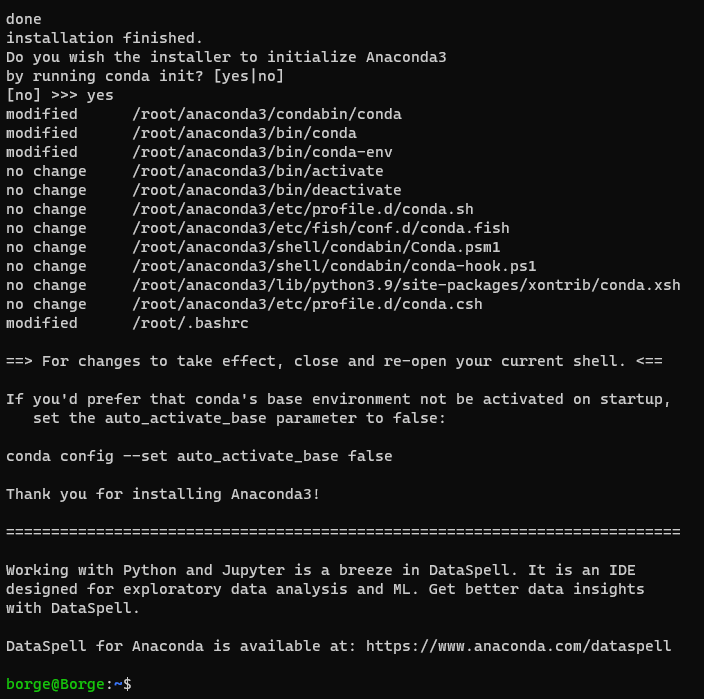 done
installation finished.
Do you wish the installer to initialize Anaconda3
by running conda init? [yes|no]
[no] >>> yes
modified      /root/anaconda3/condabin/conda
modified      /root/anaconda3/bin/conda
modified      /root/anaconda3/bin/conda-env
no change     /root/anaconda3/bin/activate
no change     /root/anaconda3/bin/deactivate
no change     /root/anaconda3/etc/profile.d/conda.sh
no change     /root/anaconda3/etc/fish/conf.d/conda.fish
no change     /root/anaconda3/shell/condabin/Conda.psm1
no change     /root/anaconda3/shell/condabin/conda-hook.ps1
no change     /root/anaconda3/lib/python3.9/site-packages/xontrib/conda.xsh
no change     /root/anaconda3/etc/profile.d/conda.csh
modified      /root/.bashrc
==> For changes to take effect, close and re-open your current shell. <==
If you'd prefer that conda's base environment not be activated on startup,
   set the auto_activate_base parameter to false:
conda config --set auto_activate_base false
Thank you for installing Anaconda3!
===========================================================================
Working with Python and Jupyter is a breeze in DataSpell. It is an IDE
designed for exploratory data analysis and ML. Get better data insights
with DataSpell.
DataSpell for Anaconda is available at: https://www.anaconda.com/dataspell
borge@Borge:~$